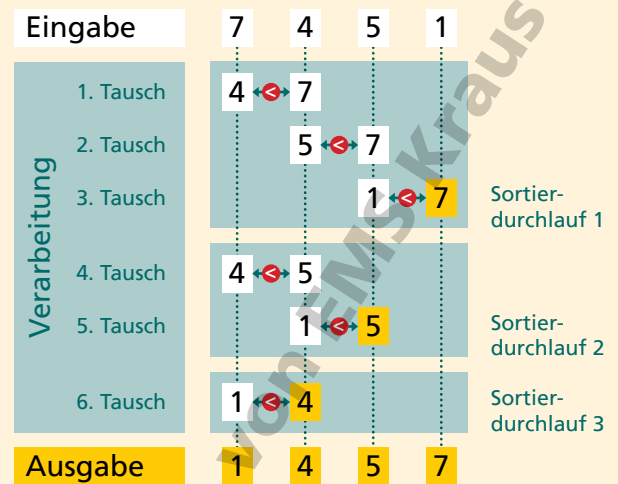 Eingabe 7 4 5 1
Verarbeitung
1. Tausch 4 < 7
2. Tausch 5 < 7
3. Tausch 1 < 7
Sortier-
durchlauf 1
4. Tausch 4 < 5
5. Tausch 1 < 5
Sortier-
durchlauf 2
6. Tausch 1 < 4
Sortier-
durchlauf 3
Ausgabe 1 4 5 7
von EMS Kraus